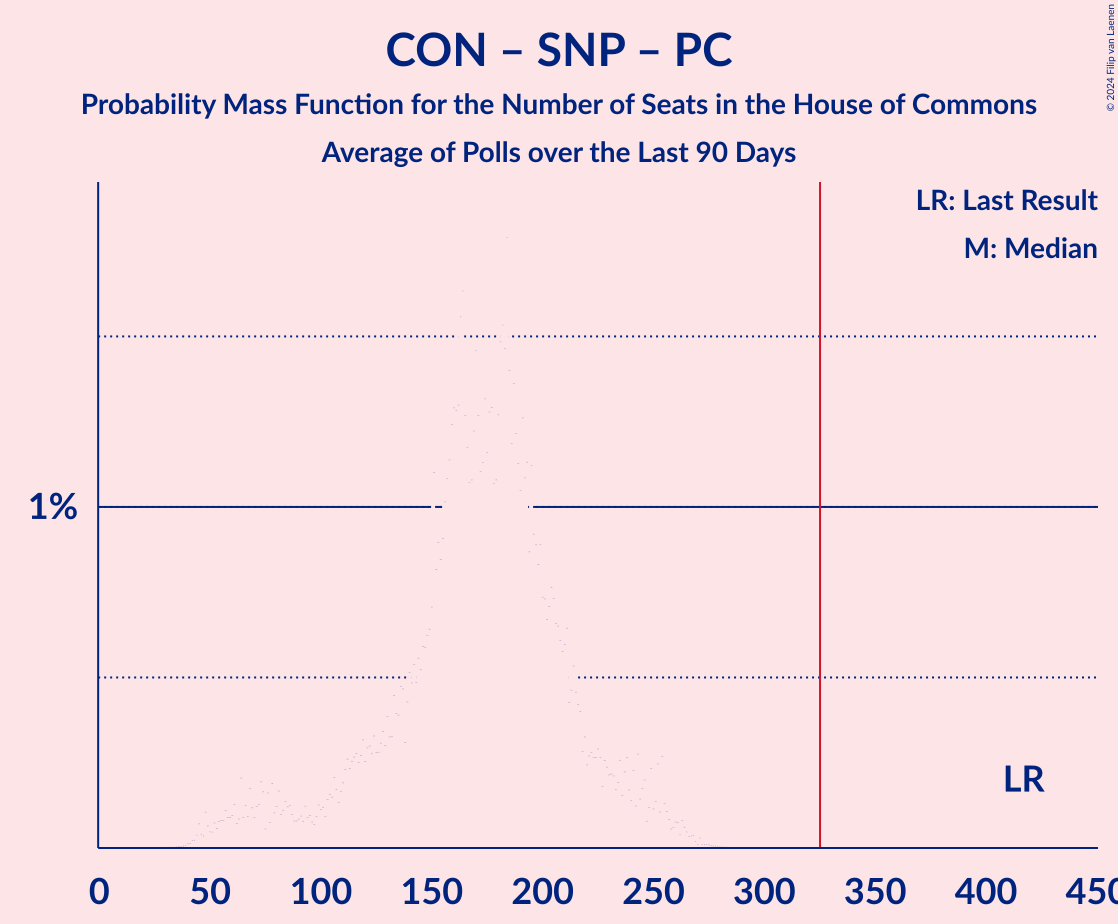 CON – SNP – PC
Probability Mass Function for the Number of Seats in the House of Commons
Average of Polls over the Last 90 Days
© 2024 Filip van Laenen
LR: Last Result
M: Median
1%
LR
0 50 100 150 200 250 300 350 400 450